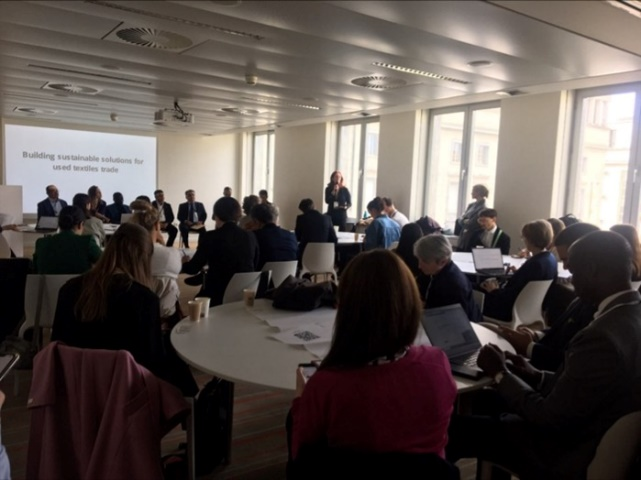 Building sustainable solutions for
used textiles trade